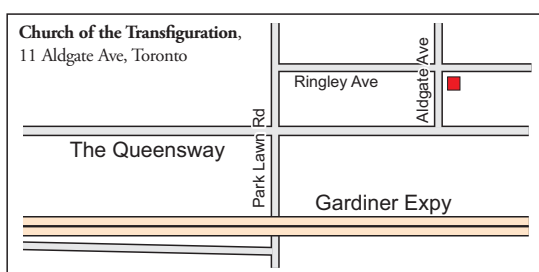 Church of the Transfiguration,
11 Aldgate Ave, Toronto
Aldgate Ave
Ringley Ave
Park Lawn Rd
The Queensway
Gardiner Expy